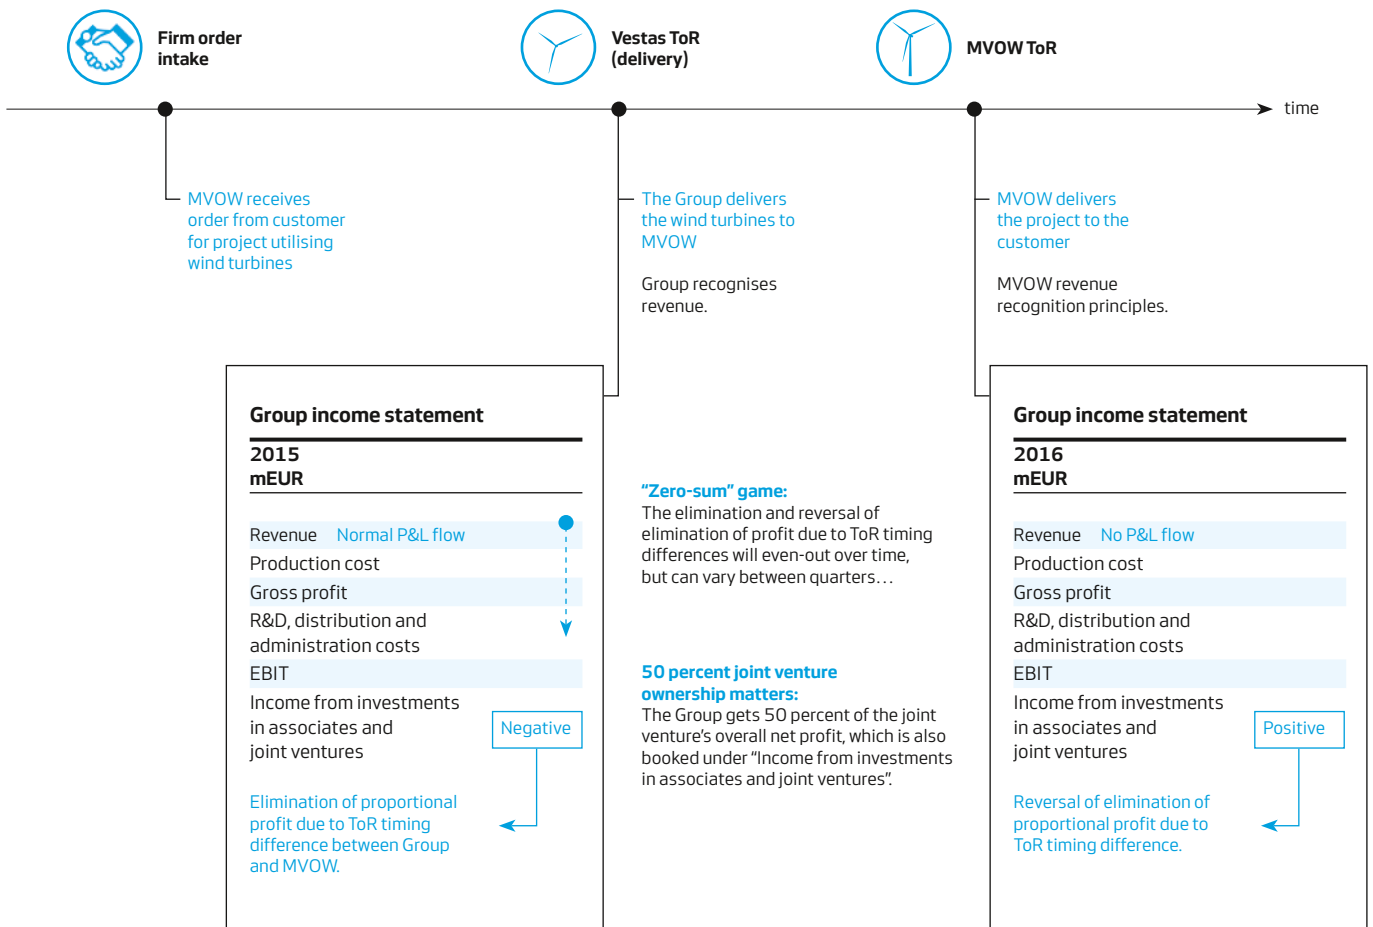 Firm order
intake
Vestas ToR
(delivery)
MVOW ToR
time
MVOW receives
order from customer
for project utilising
wind turbines
The Group delivers
the wind turbines to
MVOW
Group recognises
revenue.
MVOW delivers
the project to the
customer
MVOW revenue
recognition principles.
Group income statement
2015
mEUR
Revenue Normal P&L flow
Production cost
Gross profit
R&D, distribution and
administration costs
EBIT
Income from investments
in associates and
joint ventures
Negative
Elimination of proportional
profit due to ToR timing
difference between Group
and MVOW.
“Zero-sum” game:
The elimination and reversal of
elimination of profit due to ToR timing
differences will even-out over time,
but can vary between quarters…
50 percent joint venture
ownership matters:
The Group gets 50 percent of the joint
venture’s overall net profit, which is also
booked under “Income from investments
in associates and joint ventures”.
Group income statement
2016
mEUR
Revenue No P&L flow
Production cost
Gross profit
R&D, distribution and
administration costs
EBIT
Income from investments
in associates and
joint ventures
Positive
Reversal of elimination of
proportional profit due to
ToR timing difference.